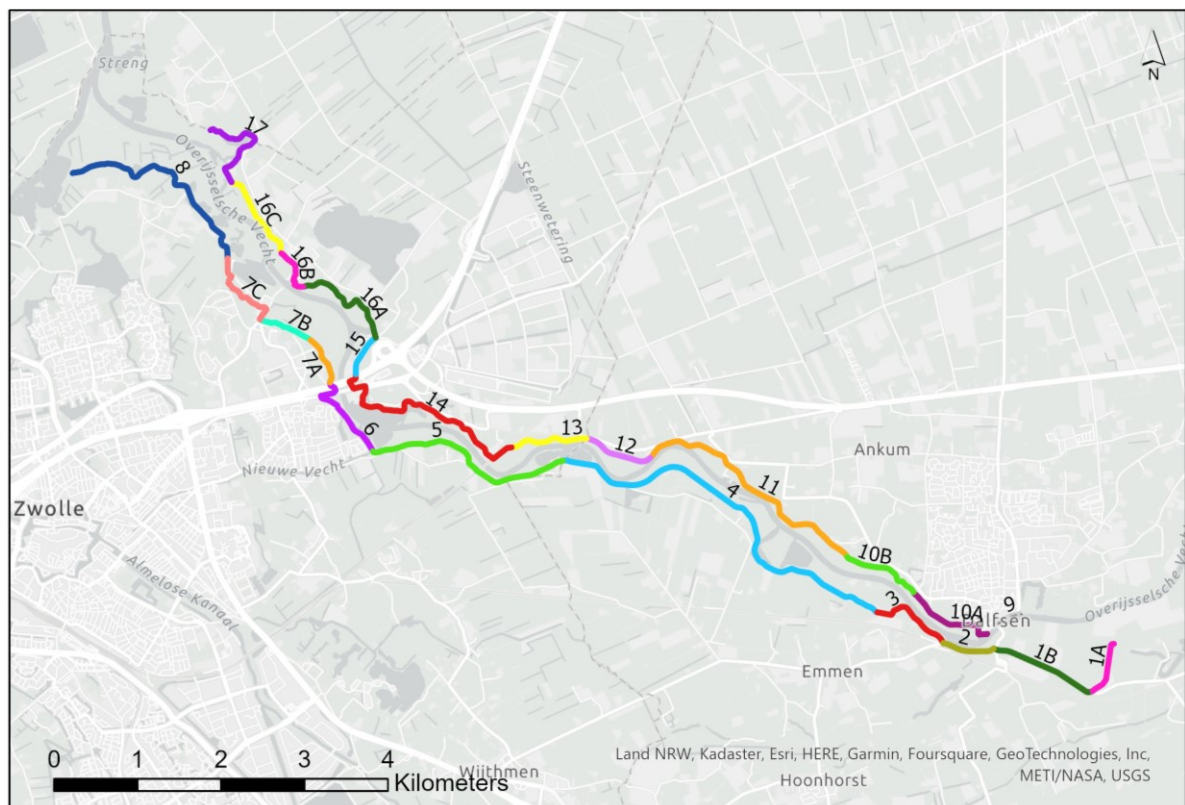 Streng
N
17
Overijsselsche Vecht
8
Steenwetering
16C
16B
16A
7C
7B
15
7A
14
6
5
13
12
Ankum
Nieuwe Vecht
4
11
Zwolle
10B
Almelose Kanaal
3
10A
9
Overijsselsche Vecht
Dalfsen
2
1B
1A
Emmen
0 1 2 3 4
Kilometers
Wijthmen
Land NRW, Kadaster, Esri, HERE, Garmin, Foursquare, GeoTechnologies, Inc,
METI/NASA, USGS
Hoonhorst